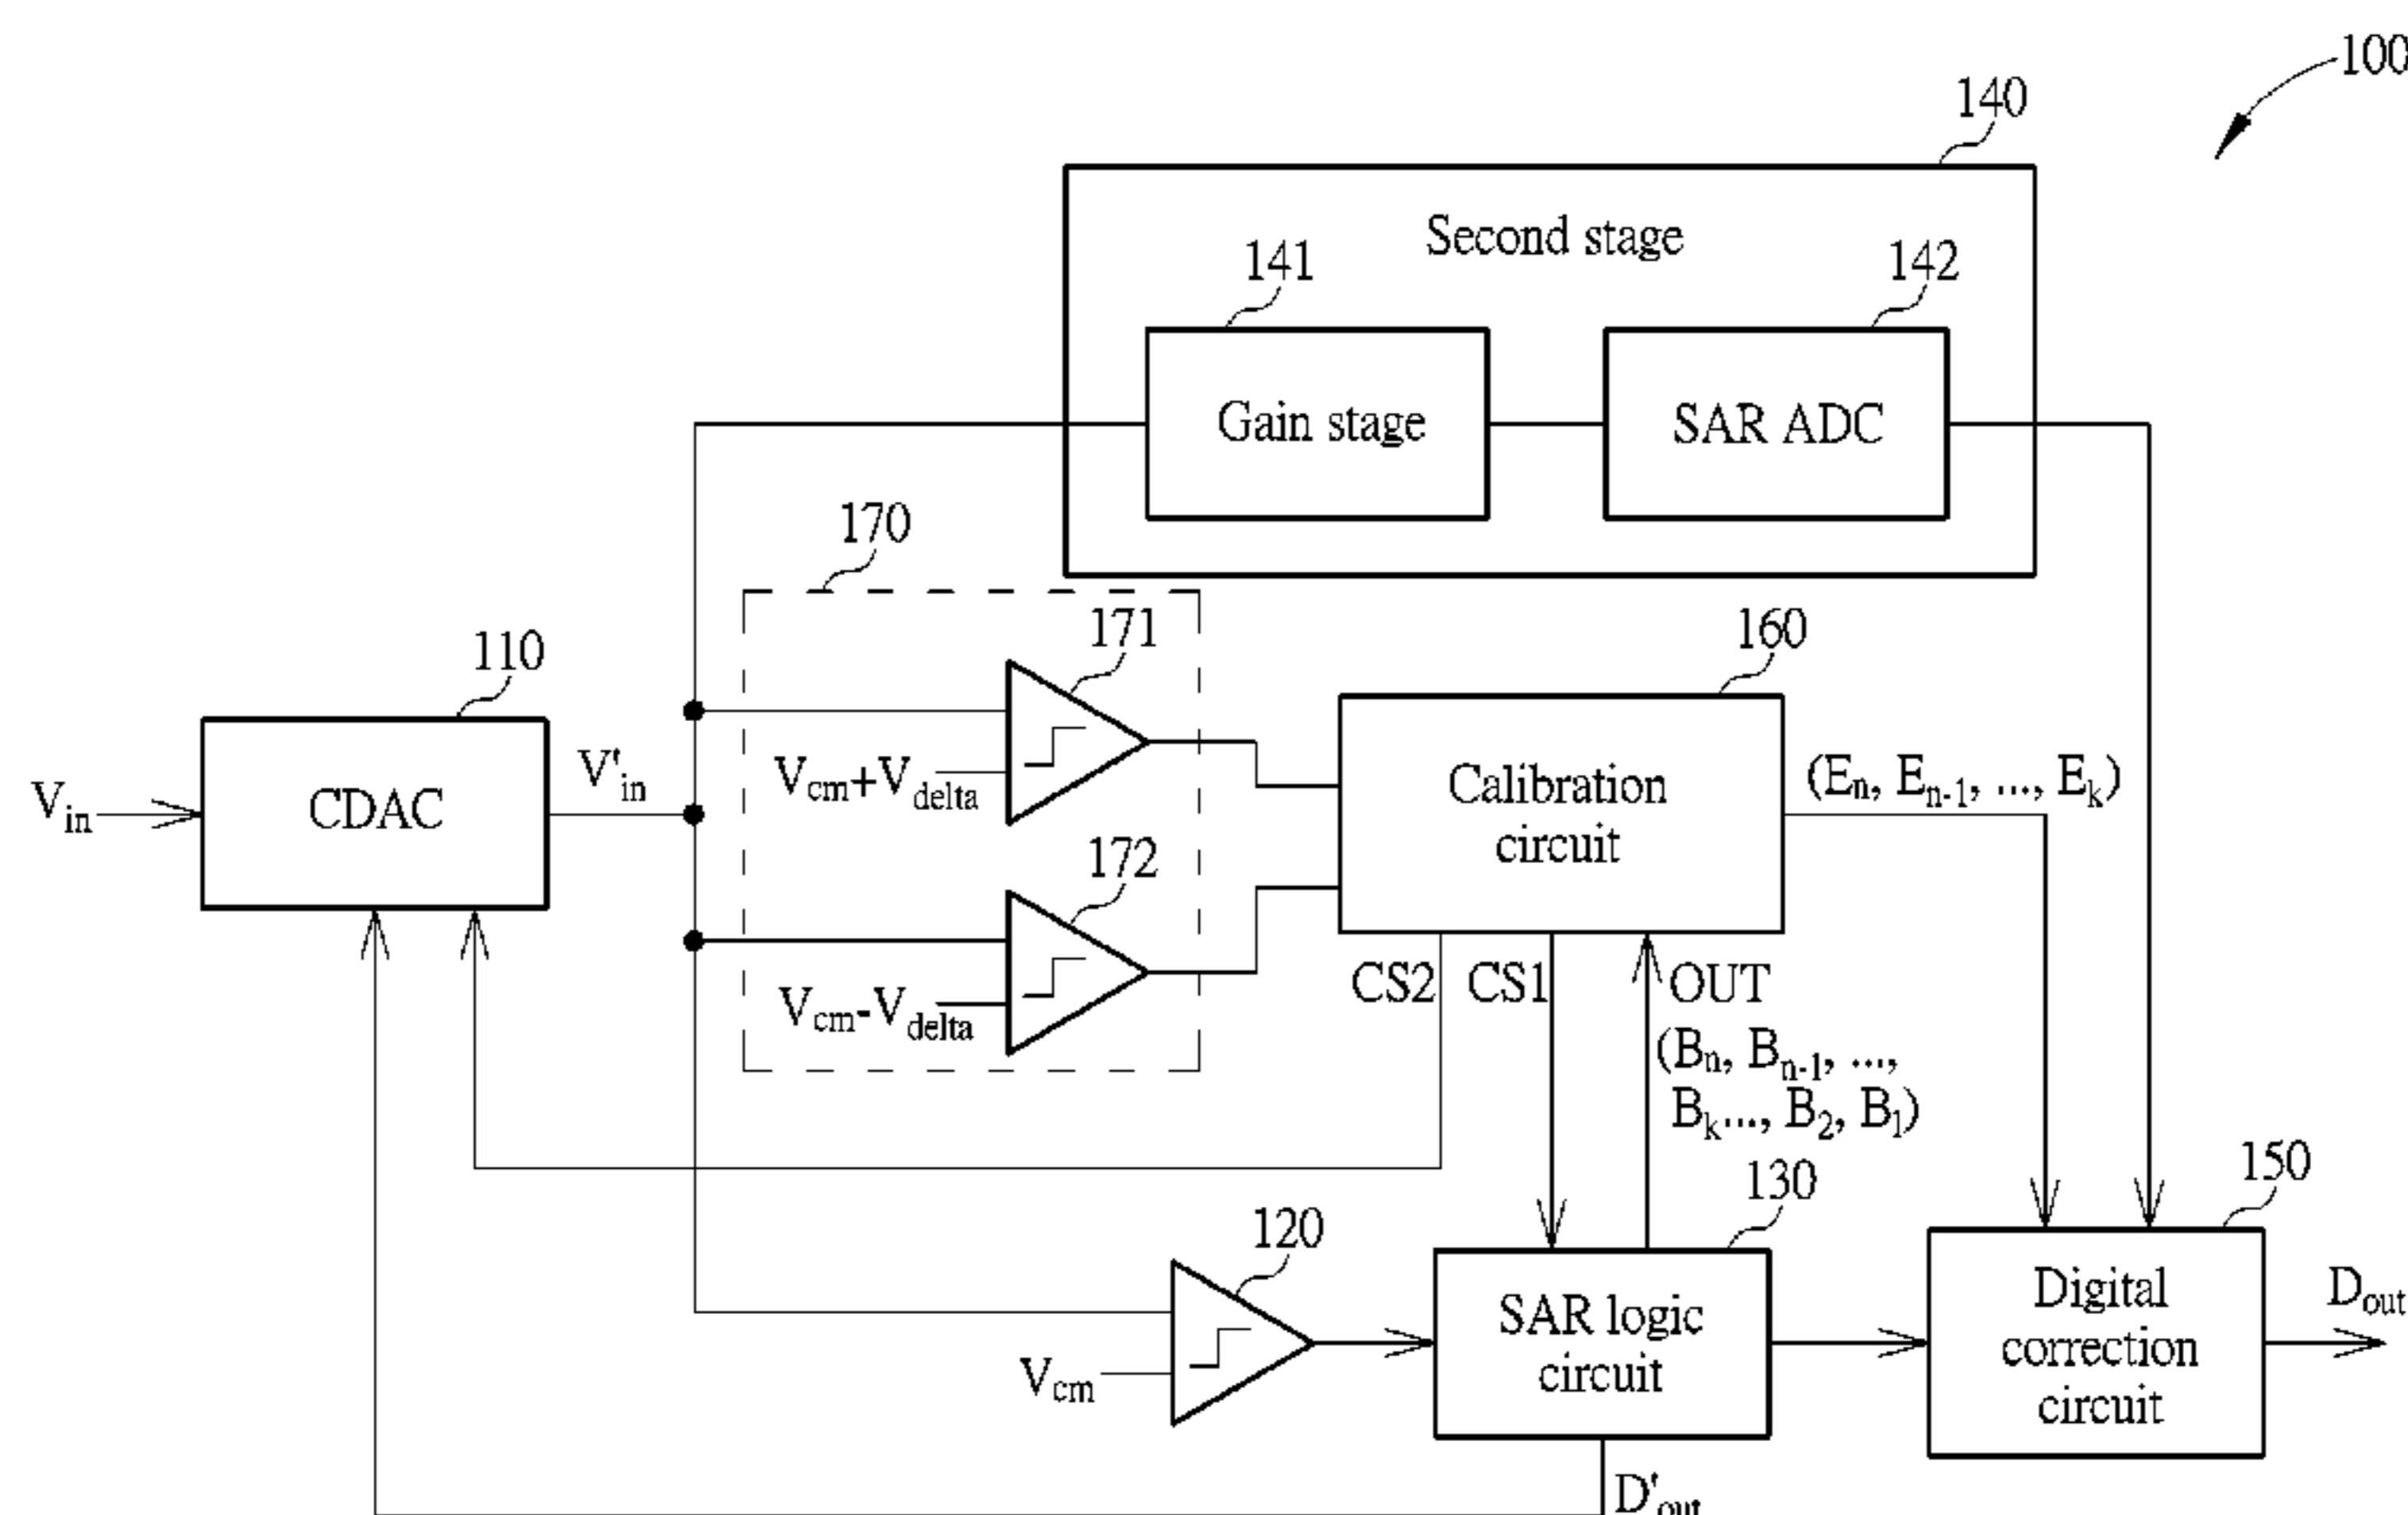 100
140
Second stage
141
142
Gain stage
SAR ADC
170
171
160
110
V'in
Vcm+Vdelta
Vin
CDAC
Calibration
circuit
(En, En-1, ..., Ek)
172
Vcm-Vdelta
CS2
CS1
OUT
(Bn, Bn-1, ...,
Bk..., B2, B1)
150
130
120
SAR logic
circuit
Digital
correction
circuit
Dout
Vcm
D'out